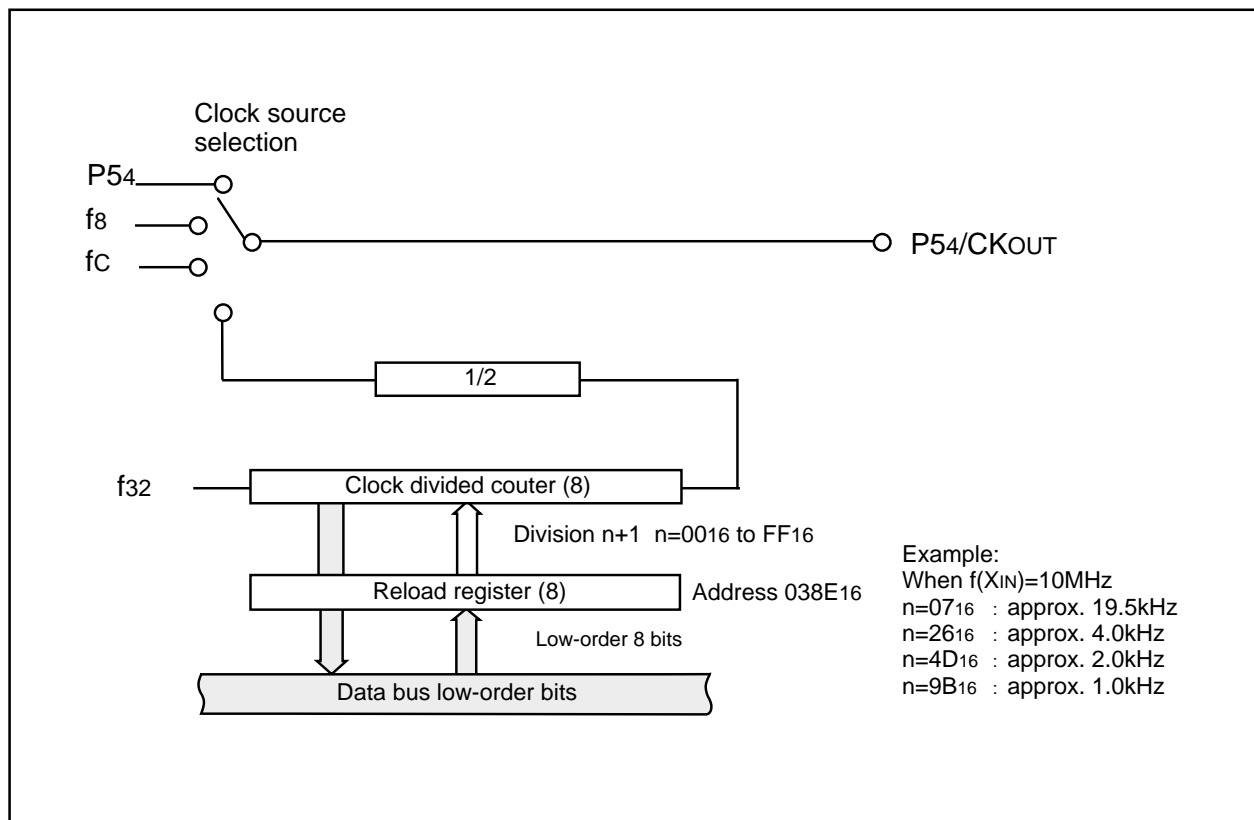 Clock source
selection
P54
f8
fC
P54/CKOUT
1/2
f32
Clock divided couter (8)
Division n+1 n=0016 to FF16
Reload register (8)
Address 038E16
Low-order 8 bits
Data bus low-order bits
Example:
When f(XIN)=10MHz
n=0716 : approx. 19.5kHz
n=2616 : approx. 4.0kHz
n=4D16 : approx. 2.0kHz
n=9B16 : approx. 1.0kHz